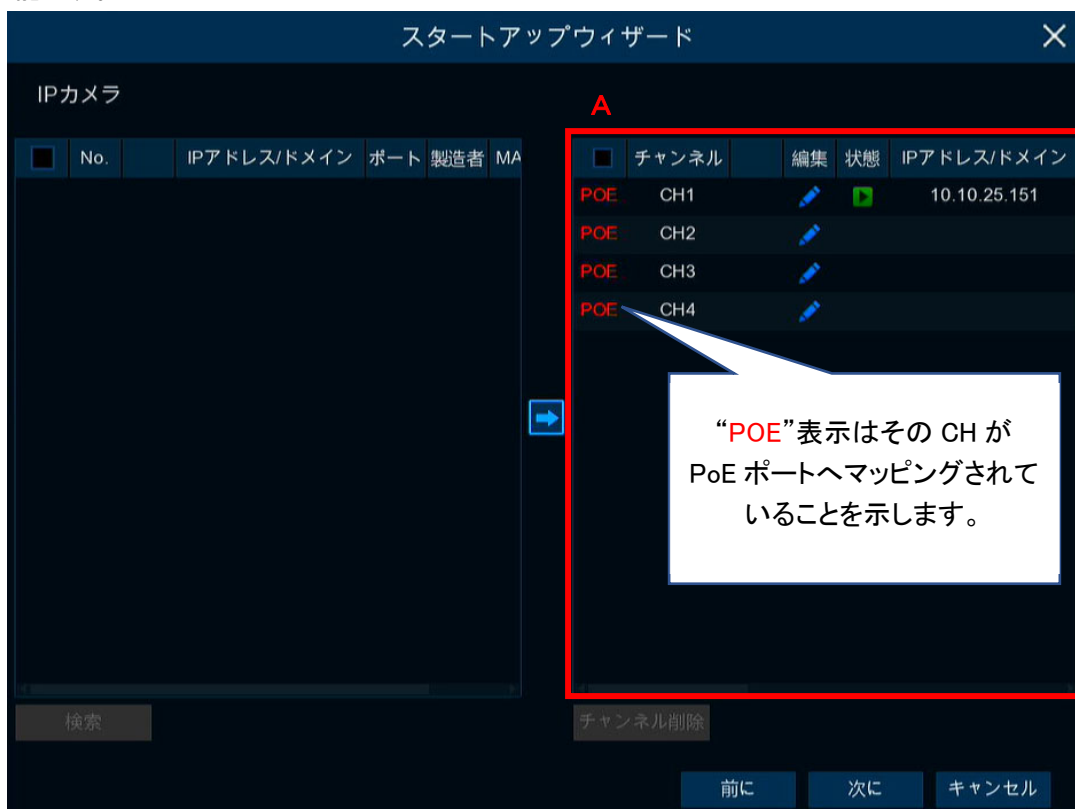 スタートアップウィザード
IPカメラ
A
No. IPアドレス/ドメイン ポート 製造者 MA
チャンネル 編集 状態 IPアドレス/ドメイン
POE CH1 10.10.25.151
POE CH2
POE CH3
POE CH4
“POE”表示はその CH が
PoE ポートへマッピングされて
いることを示します。
検索
チャンネル削除
前に 次に キャンセル